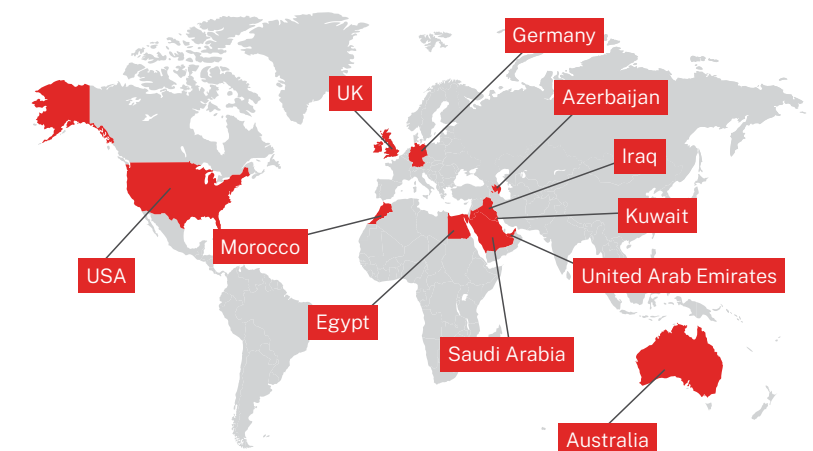 Germany
UK
Azerbaijan
Iraq
Kuwait
Morocco
USA
United Arab Emirates
Egypt
Saudi Arabia
Australia